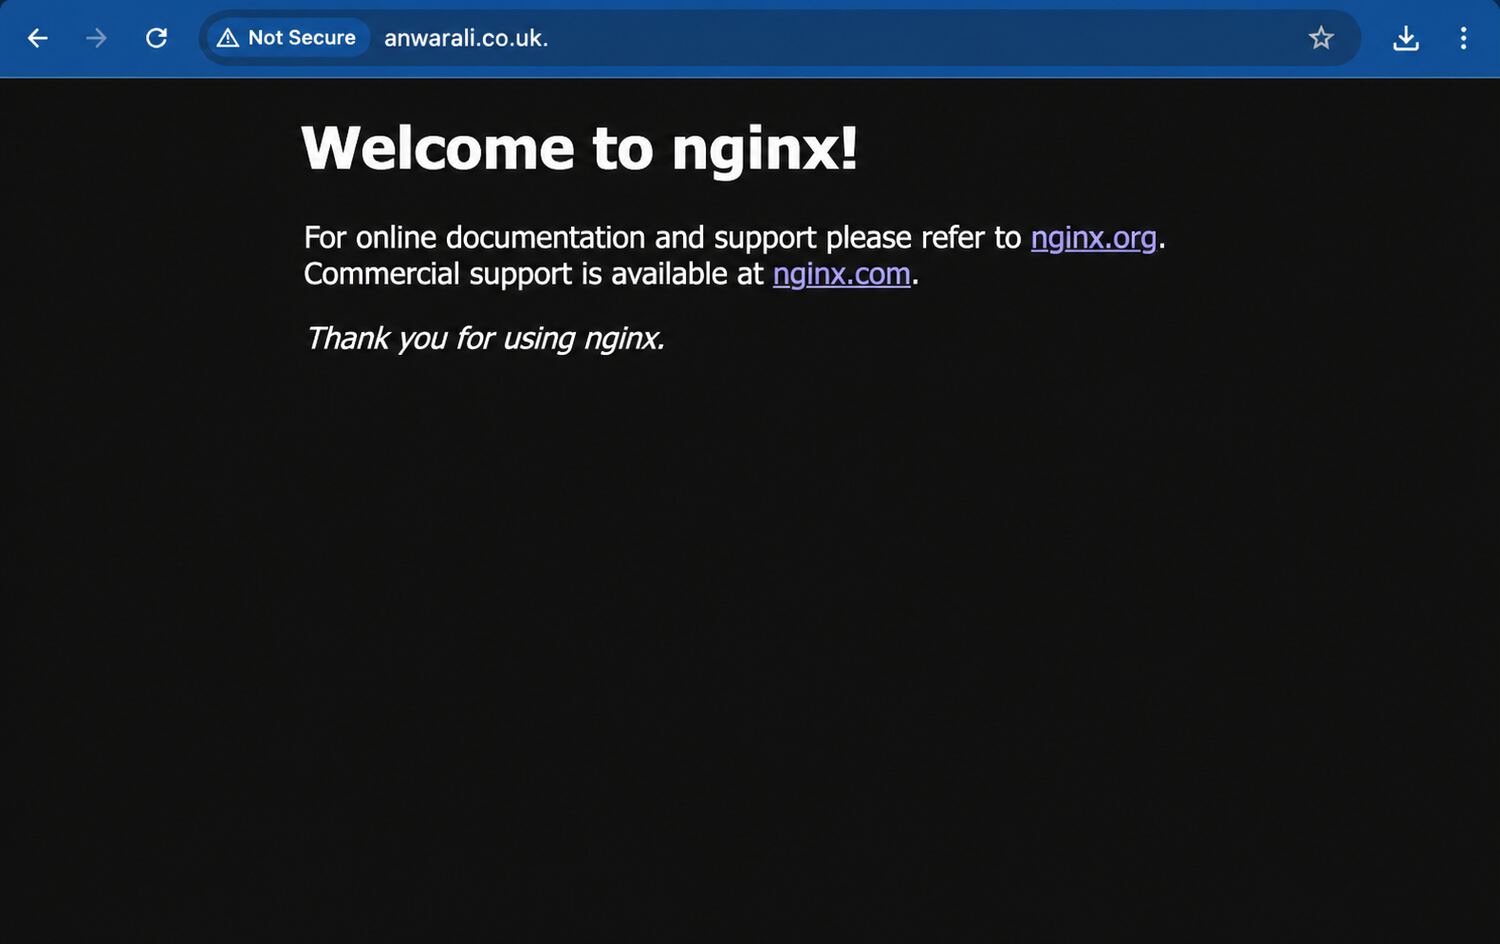 Not Secure anwarali.co.uk.
Welcome to nginx!
For online documentation and support please refer to nginx.org.
Commercial support is available at nginx.com.
Thank you for using nginx.